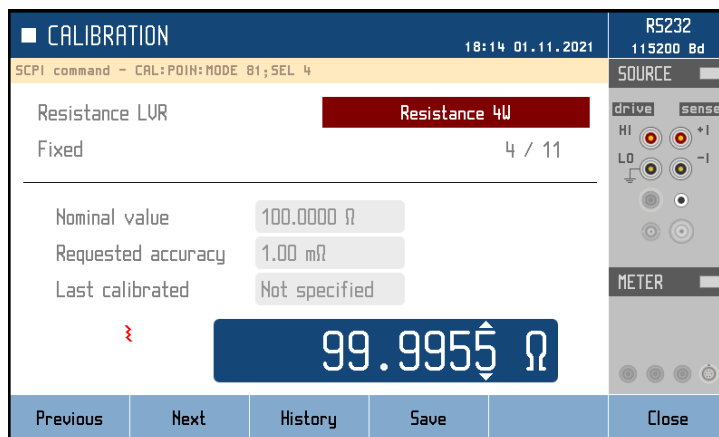 CALIBRATION
18:14 01.11.2021
RS232
115200 Bd
SCPI command - CAL:POIN:MODE 81;SEL 4
SOURCE
Resistance LVR
Resistance 4W
Fixed
4 / 11
drive sense
HI +I
LO -I
Nominal value
100.0000 Ω
Requested accuracy
1.00 mΩ
Last calibrated
Not specified
METER
99.9955 Ω
Previous
Next
History
Save
Close